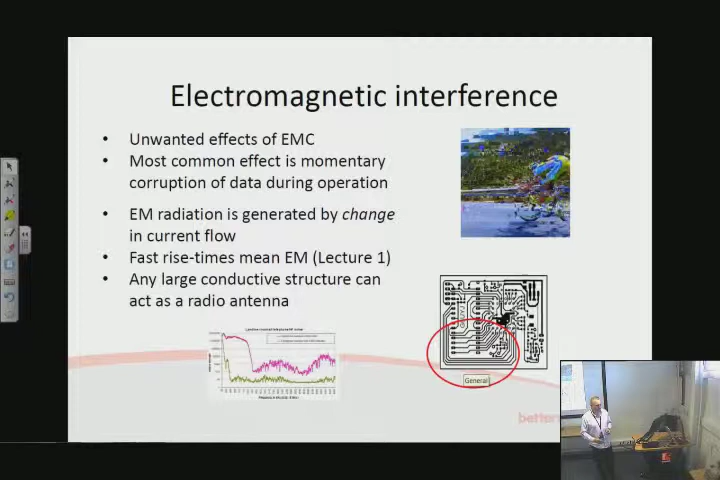 Electromagnetic interference
• Unwanted effects of EMC
• Most common effect is momentary
corruption of data during operation
• EM radiation is generated by change
in current flow
• Fast rise-times mean EM (Lecture 1)
• Any large conductive structure can
act as a radio antenna
General